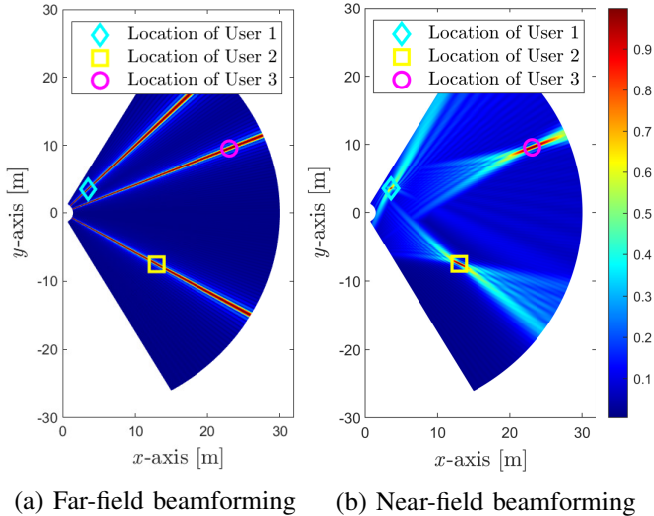 Location of User 1
Location of User 2
Location of User 3
30
20
10
0
-10
-20
-30
0
10
20
30
y-axis [m]
x-axis [m]
(a) Far-field beamforming
Location of User 1
Location of User 2
Location of User 3
30
20
10
0
-10
-20
-30
0
10
20
30
y-axis [m]
x-axis [m]
0.9
0.8
0.7
0.6
0.5
0.4
0.3
0.2
0.1
(b) Near-field beamforming